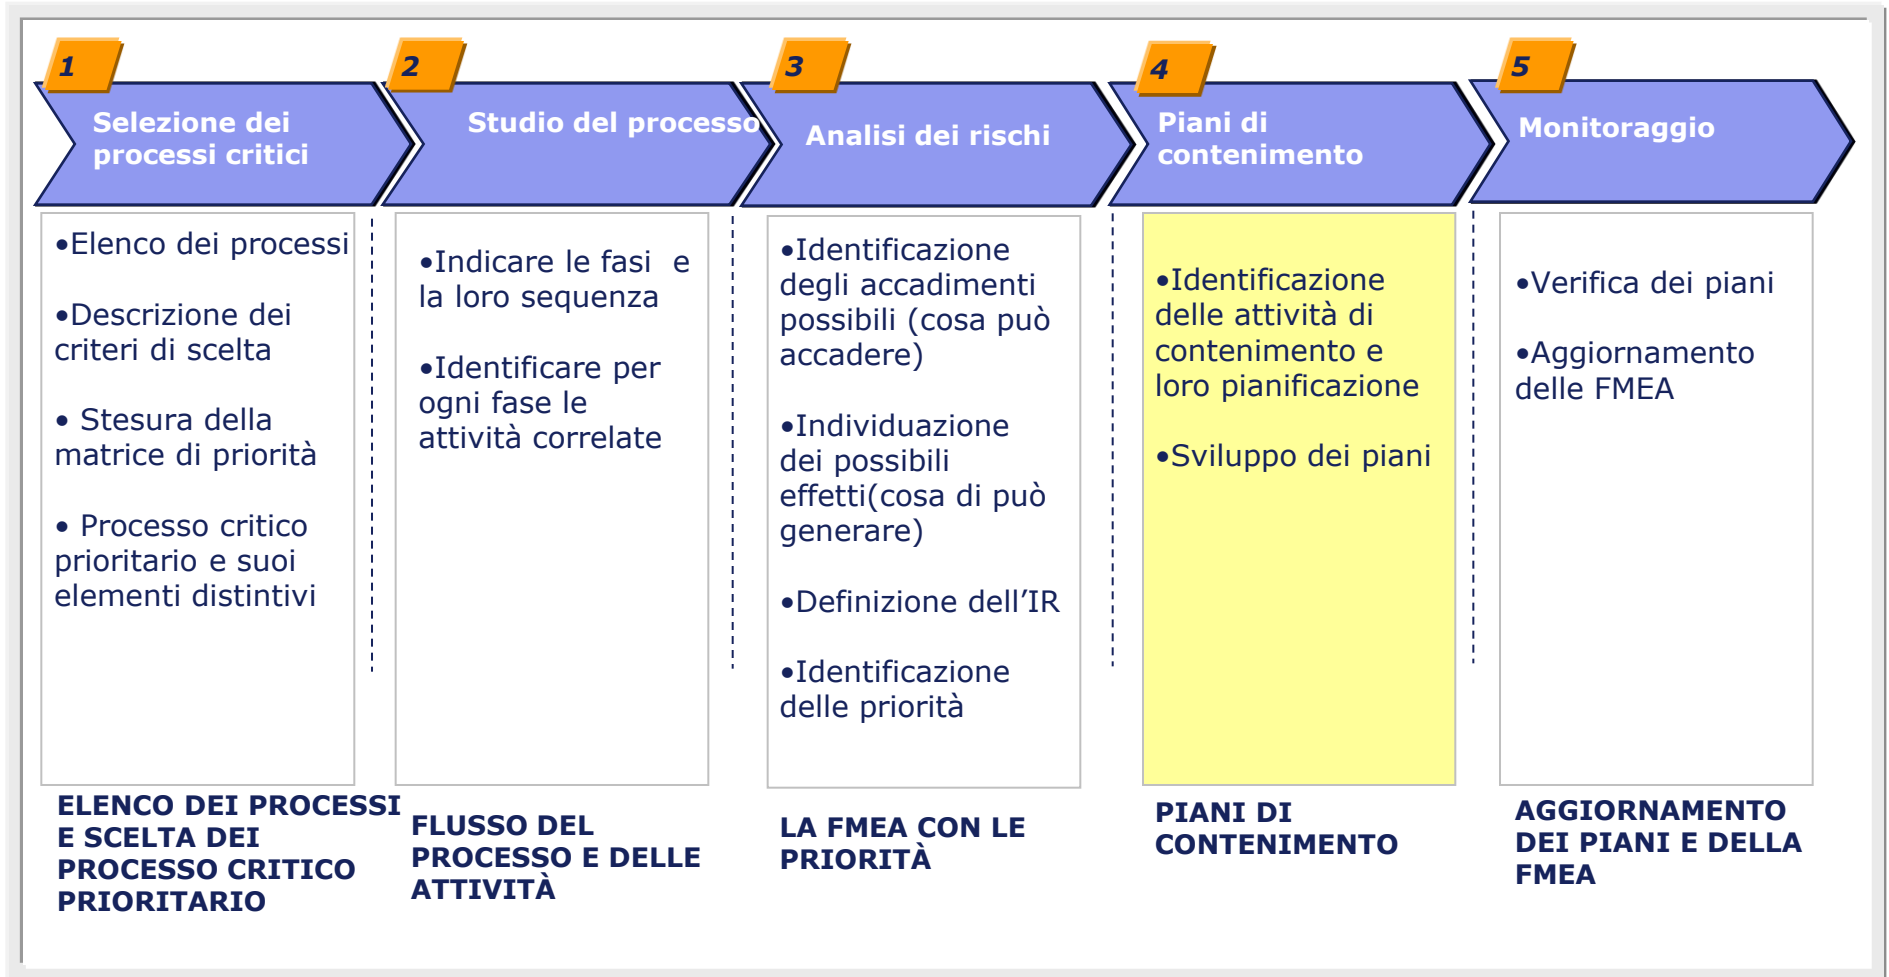 1
Selezione dei
processi critici
•Elenco dei processi
•Descrizione dei
criteri di scelta
• Stesura della
matrice di priorità
• Processo critico
prioritario e suoi
elementi distintivi
ELENCO DEI PROCESSI
E SCELTA DEI
PROCESSO CRITICO
PRIORITARIO
2
Studio del processo
•Indicare le fasi  e
la loro sequenza
•Identificare per
ogni fase le
attività correlate
FLUSSO DEL
PROCESSO E DELLE
ATTIVITÀ
3
Analisi dei rischi
•Identificazione
degli accadimenti
possibili (cosa può
accadere)
•Individuazione
dei possibili
effetti(cosa di può
generare)
•Definizione dell’IR
•Identificazione
delle priorità
LA FMEA CON LE
PRIORITÀ
4
Piani di
contenimento
•Identificazione
delle attività di
contenimento e
loro pianificazione
•Sviluppo dei piani
PIANI DI
CONTENIMENTO
5
Monitoraggio
•Verifica dei piani
•Aggiornamento
delle FMEA
AGGIORNAMENTO
DEI PIANI E DELLA
FMEA